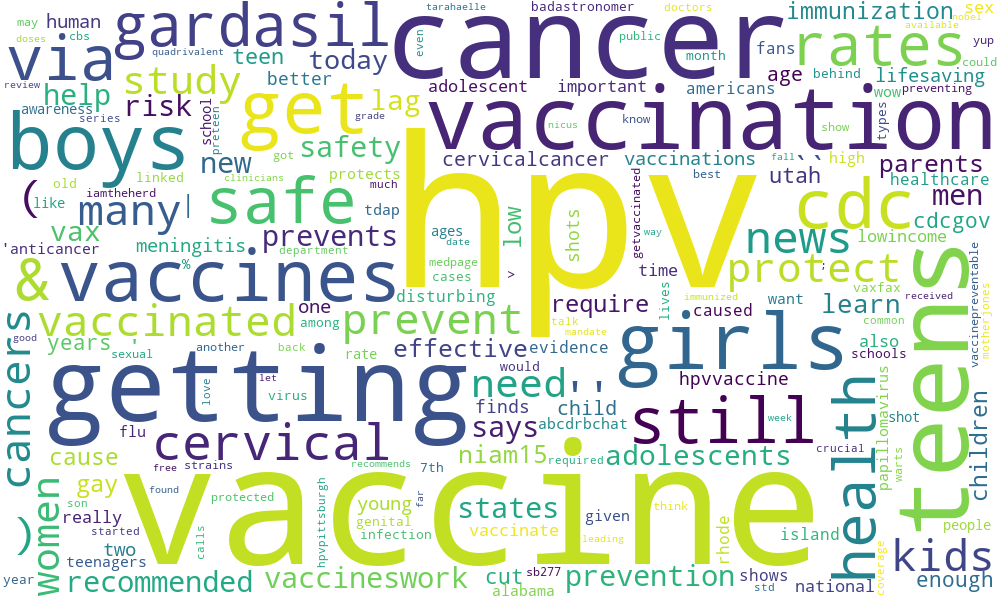 tarahaelle badastronomer doctors immunization sex
may human gardasil cancer available nobel
doses cbs public rates yup
via quadrivalent teen today even month fans could
review study better adolescent important americans age behind lifesaving
help risk get lag wow preventing
awareness school grade vaccination types
series preteen nicus know show
boys new got safety cervicalcancer vaccinations fall `` high parents
linked clinicians protects hpv best utah healthcare
old iamtheherd much getvaccinated men
( like many | safe tdap low shots way cdc cdcgov
vax prevents ages date news lowincome
'anticancer meningitis department medpage > time protect ;
& % vaccines cases lives vaxfax
disturbing immunized want learn received
one require caused common vaccinepreventable motherjones
vaccinated among prevent talk mandate girls also
years ' rate effective evidence schools teens
good sexual another back would
cancers getting love let virus need '' hpvvaccine health papillomavirus
finds child still week shot
flu cervical says abcdrbchat crucial warts children
cause free strains recommends 7th niam15 required adolescents
) women gay found vaccine far think
son protected young states given rhode island people
really genital vaccinate
started calls infection hpvpittsburgh leading
two kids
teenagers
year recommended vaccineswork cut sb277 prevention shows national coverage enough
alabama std